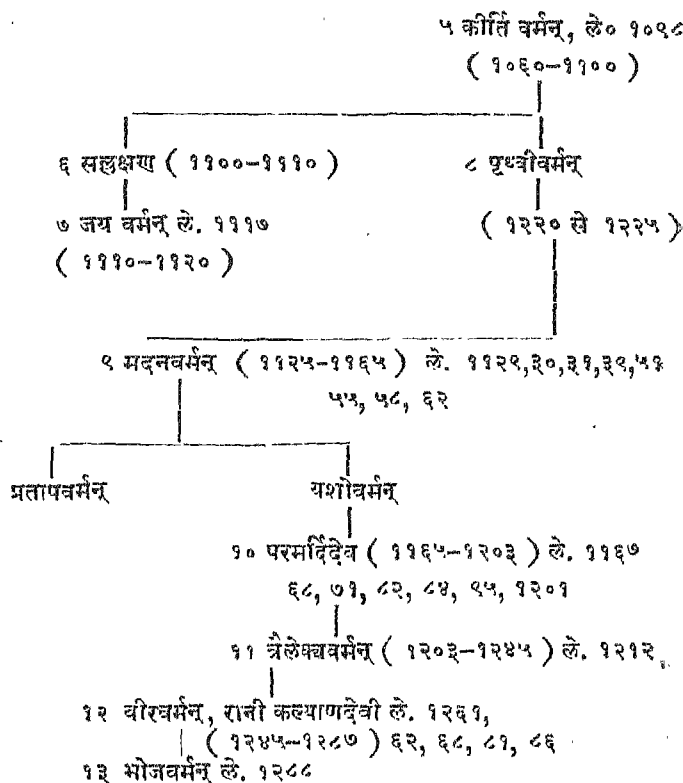 ५ कीर्ति वर्मन्, ले० १०९८
( १०६०-११०० )
६ सल्लक्षण ( ११००-१११० )
८ पृथ्वीवर्मन्
७ जय वर्मन् ले. १११७
( १२२० से १२२५ )
( १११०-११२० )
९ मदनवर्मन् ( ११२५-११६५ ) ले. ११२९,३०,३१,३९,५१
५५, ५८, ६२
प्रतापवर्मन्
यशोवर्मन्
१० परमर्दिदेव ( ११६५-१२०३ ) ले. ११६७
६८, ७१, ८२, ८४, ९५, १२०१
११ त्रैलेक्यवर्मन् ( १२०३-१२४५ ) ले. १२१२,
१२ वीरवर्मन्, रानी कल्याणदेवी ले. १२६१,
( १२४५-१२८७ ) ६२, ६८, ८१, ८६
१३ भोजवर्मन् ले. १२८८